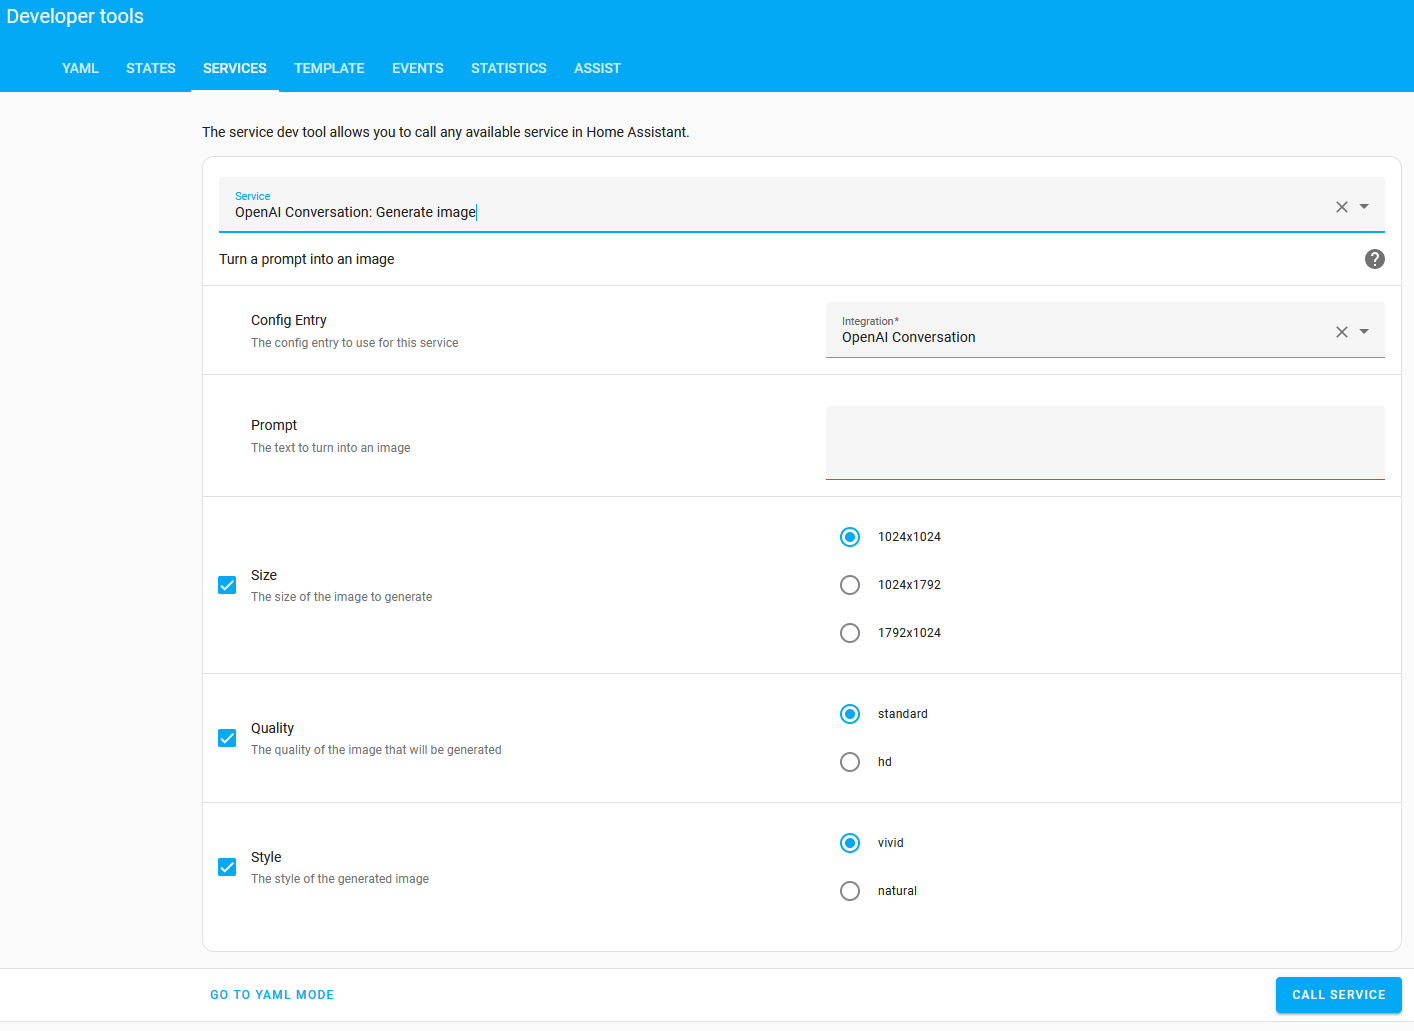 Developer tools
YAML STATES SERVICES TEMPLATE EVENTS STATISTICS ASSIST
The service dev tool allows you to call any available service in Home Assistant.
Service
OpenAI Conversation: Generate image
Turn a prompt into an image
Config Entry
The config entry to use for this service
Integration*
OpenAI Conversation
Prompt
The text to turn into an image
Size
The size of the image to generate
1024x1024
1024x1792
1792x1024
Quality
The quality of the image that will be generated
standard
hd
Style
The style of the generated image
vivid
natural
GO TO YAML MODE
CALL SERVICE